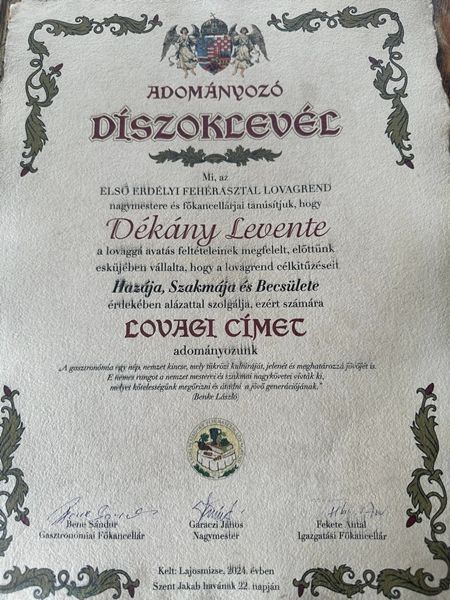 ADOMÁNYOZÓ
DÍSZOKLEVÉL
Mi, az
ELSŐ ERDÉLYI FEHÉRASZTAL LOVAGREND
nagymestere és főkancellárjai tanúsítjuk, hogy
Dékány Levente
a lovaggá avatás feltételeinek megfelelt, előttünk
esküjében vállalta, hogy a lovagrend célkitűzéseit
Hazája, Szakmája és Becsülete
érdekében alázattal szolgálja, ezért számára
LOVAGI CÍMET
adományozunk
„A gasztronómia egy nép, nemzet kincse, mely tükrözi kultúráját, jelenét és meghatározza jövőjét is.
E nemes rangot a nemzet mesterei és szakmai nagykövetei vívták ki,
melyet kötelességünk megőrizni és átadni a jövő generációjának."
(Benke László)
Bene Sándor
Gasztronómiai Főkancellár
Garaczi János
Nagymester
Fekete Antal
Igazgatási Főkancellár
Kelt: Lajosmizse, 2024. évben
Szent Jakab havának 22. napján